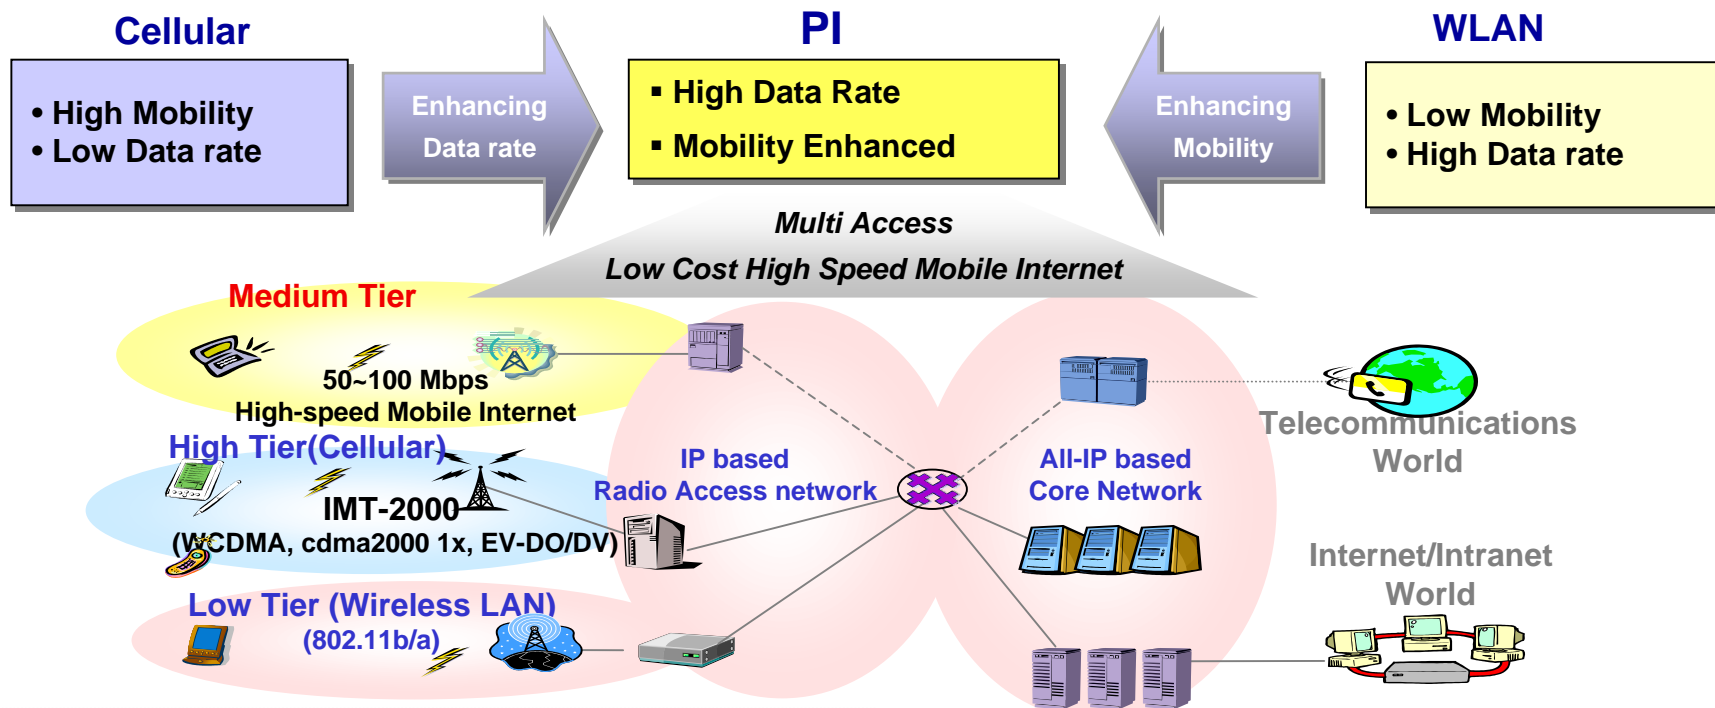 Cellular
• High Mobility
• Low Data rate
Enhancing
Data rate
PI
▪ High Data Rate
▪ Mobility Enhanced
Enhancing
Mobility
WLAN
• Low Mobility
• High Data rate
Multi Access
Low Cost High Speed Mobile Internet
Medium Tier
50~100 Mbps
High-speed Mobile Internet
High Tier(Cellular)
IMT-2000
(WCDMA, cdma2000 1x, EV-DO/DV)
Low Tier (Wireless LAN)
(802.11b/a)
IP based
Radio Access network
All-IP based
Core Network
Telecommunications
World
Internet/Intranet
World